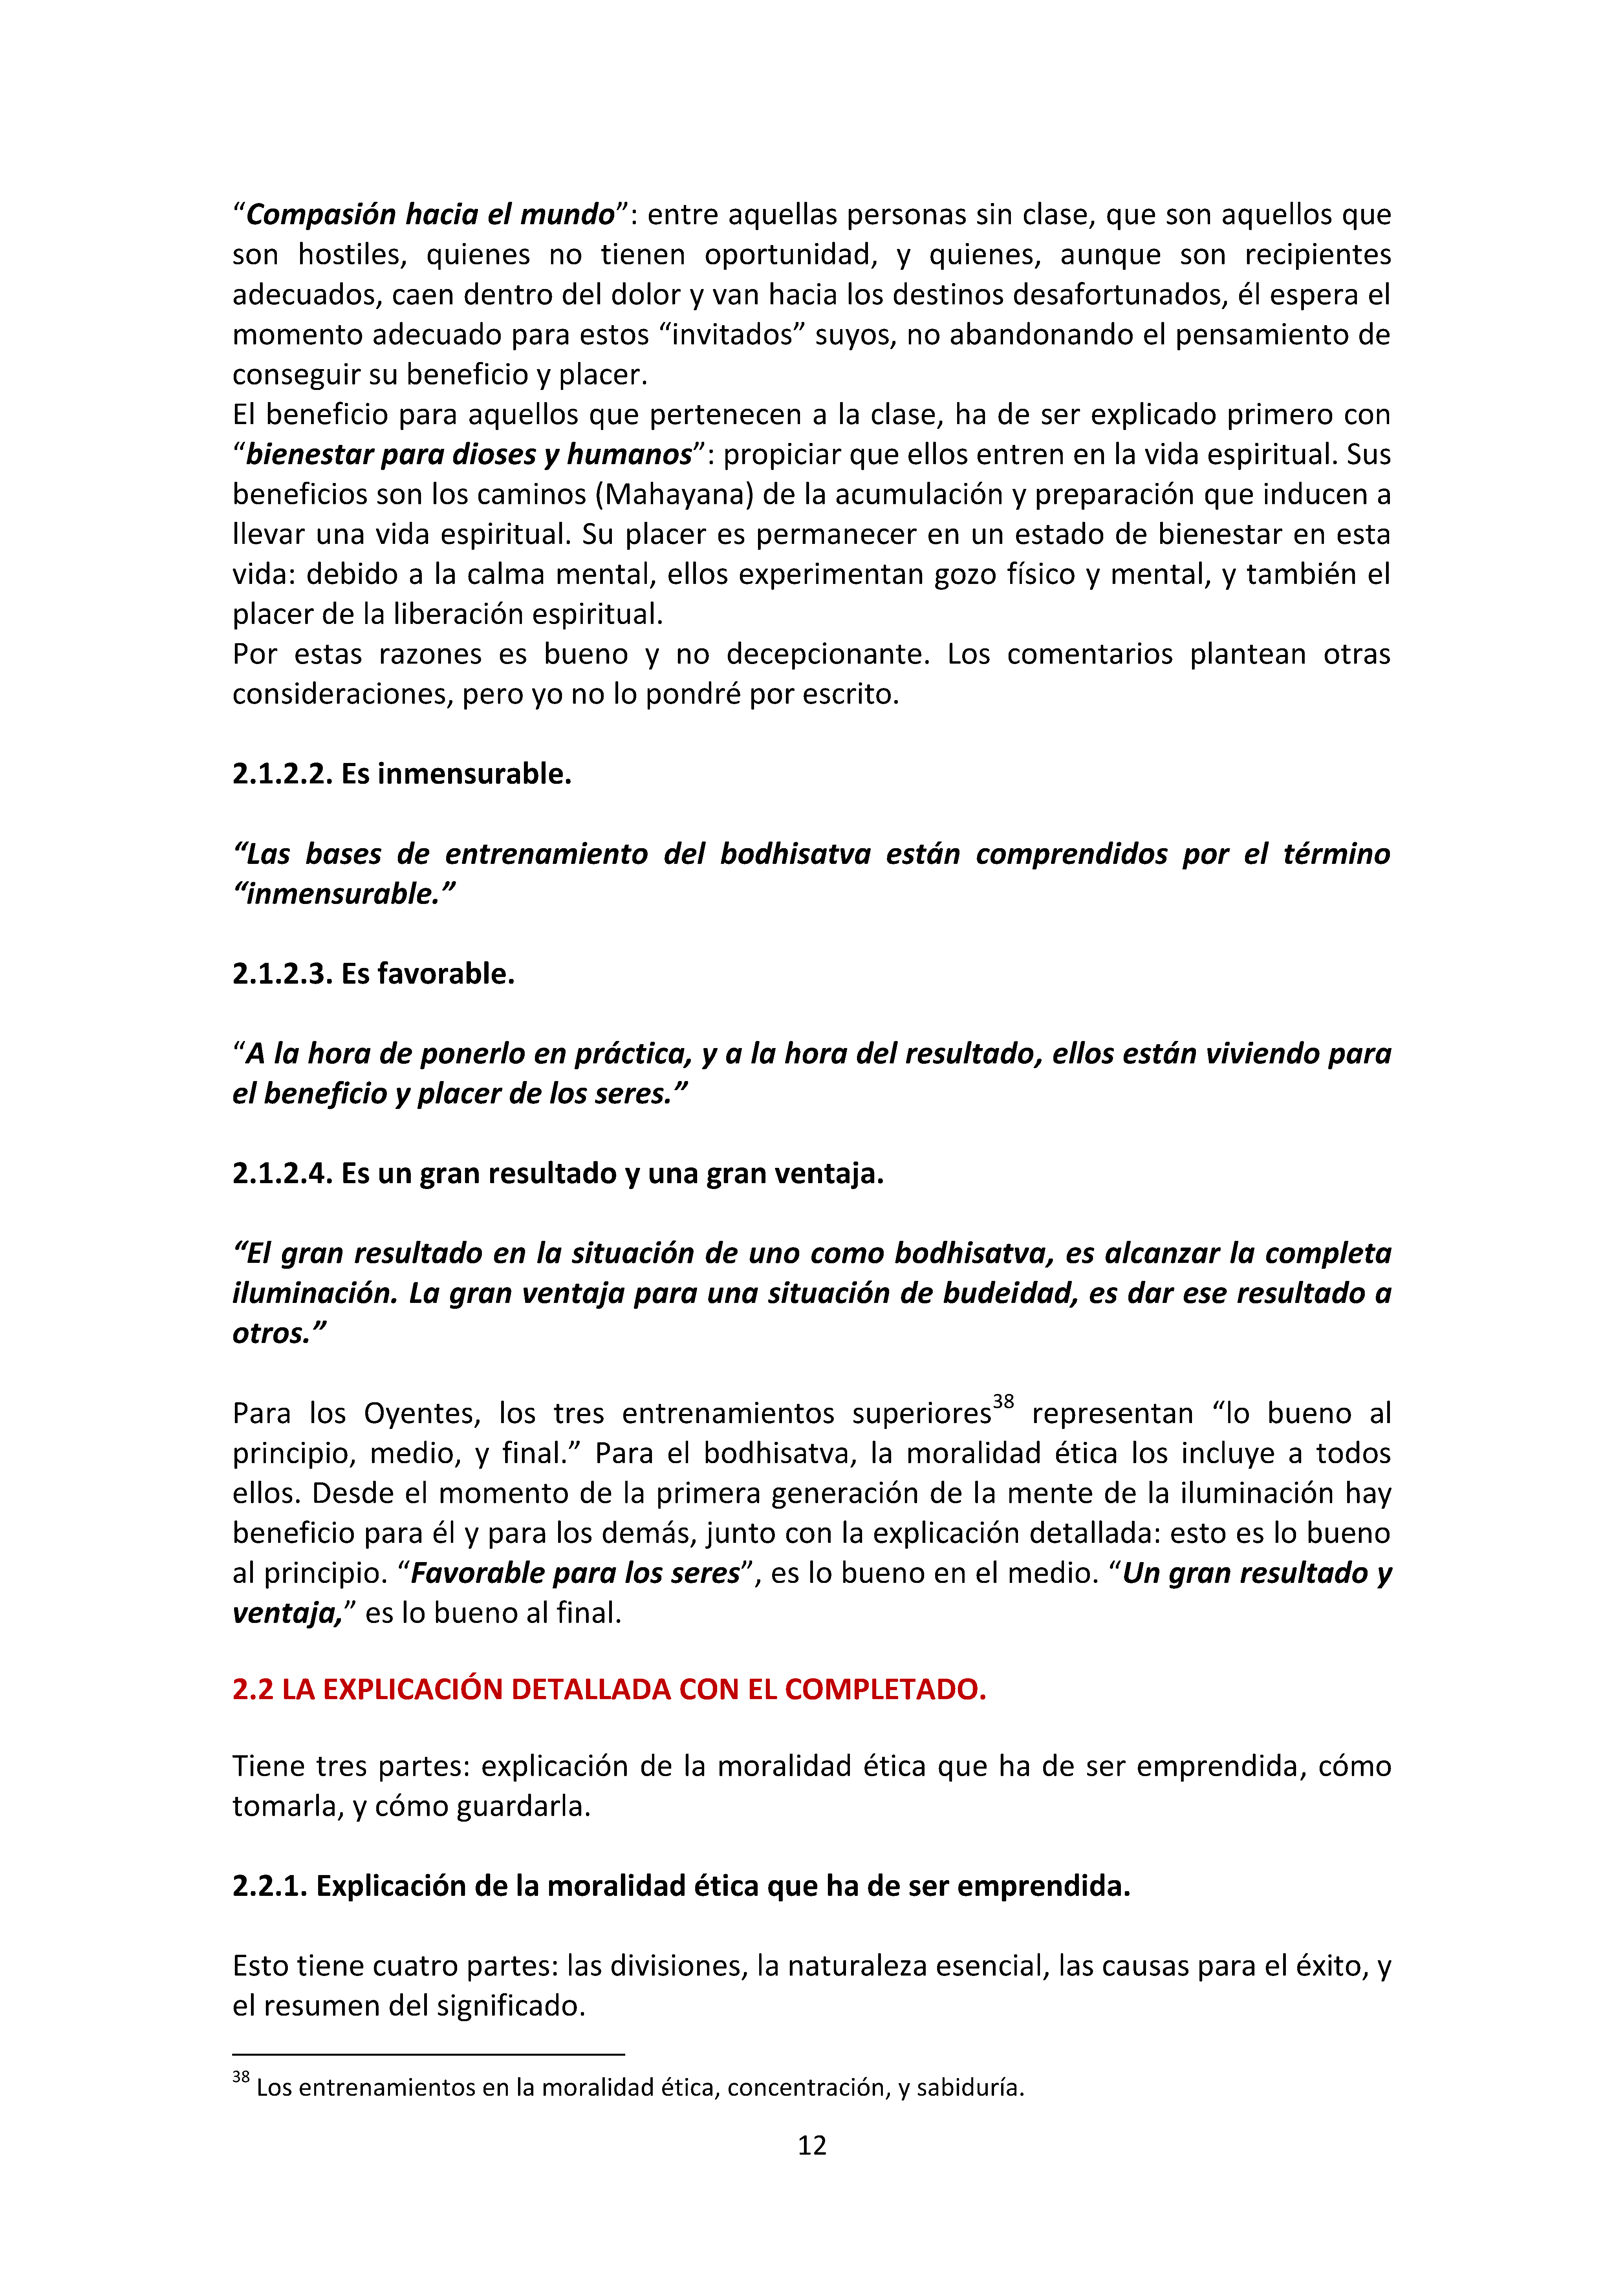 “Compasión hacia el mundo”: entre aquellas personas sin clase, que son aquellos que
son hostiles, quienes no tienen oportunidad, y quienes, aunque son recipientes
adecuados, caen dentro del dolor y van hacia los destinos desafortunados, él espera el
momento adecuado para estos “invitados” suyos, no abandonando el pensamiento de
conseguir su beneficio y placer.
El beneficio para aquellos que pertenecen a la clase, ha de ser explicado primero con
“bienestar para dioses y humanos”: propiciar que ellos entren en la vida espiritual. Sus
beneficios son los caminos (Mahayana) de la acumulación y preparación que inducen a
llevar una vida espiritual. Su placer es permanecer en un estado de bienestar en esta
vida: debido a la calma mental, ellos experimentan gozo físico y mental, y también el
placer de la liberación espiritual.
Por estas razones es bueno y no decepcionante. Los comentarios plantean otras
consideraciones, pero yo no lo pondré por escrito.
2.1.2.2. Es inmensurable.
“Las bases de entrenamiento del bodhisatva están comprendidos por el término
“inmensurable.”
2.1.2.3. Es favorable.
“A la hora de ponerlo en práctica, y a la hora del resultado, ellos están viviendo para
el beneficio y placer de los seres.”
2.1.2.4. Es un gran resultado y una gran ventaja.
“El gran resultado en la situación de uno como bodhisatva, es alcanzar la completa
iluminación. La gran ventaja para una situación de budeidad, es dar ese resultado a
otros.”
Para los Oyentes, los tres entrenamientos superiores38 representan “lo bueno al
principio, medio, y final.” Para el bodhisatva, la moralidad ética los incluye a todos
ellos. Desde el momento de la primera generación de la mente de la iluminación hay
beneficio para él y para los demás, junto con la explicación detallada: esto es lo bueno
al principio. “Favorable para los seres”, es lo bueno en el medio. “Un gran resultado y
ventaja,” es lo bueno al final.
2.2 LA EXPLICACIÓN DETALLADA CON EL COMPLETADO.
Tiene tres partes: explicación de la moralidad ética que ha de ser emprendida, cómo
tomarla, y cómo guardarla.
2.2.1. Explicación de la moralidad ética que ha de ser emprendida.
Esto tiene cuatro partes: las divisiones, la naturaleza esencial, las causas para el éxito, y
el resumen del significado.
38 Los entrenamientos en la moralidad ética, concentración, y sabiduría.
12